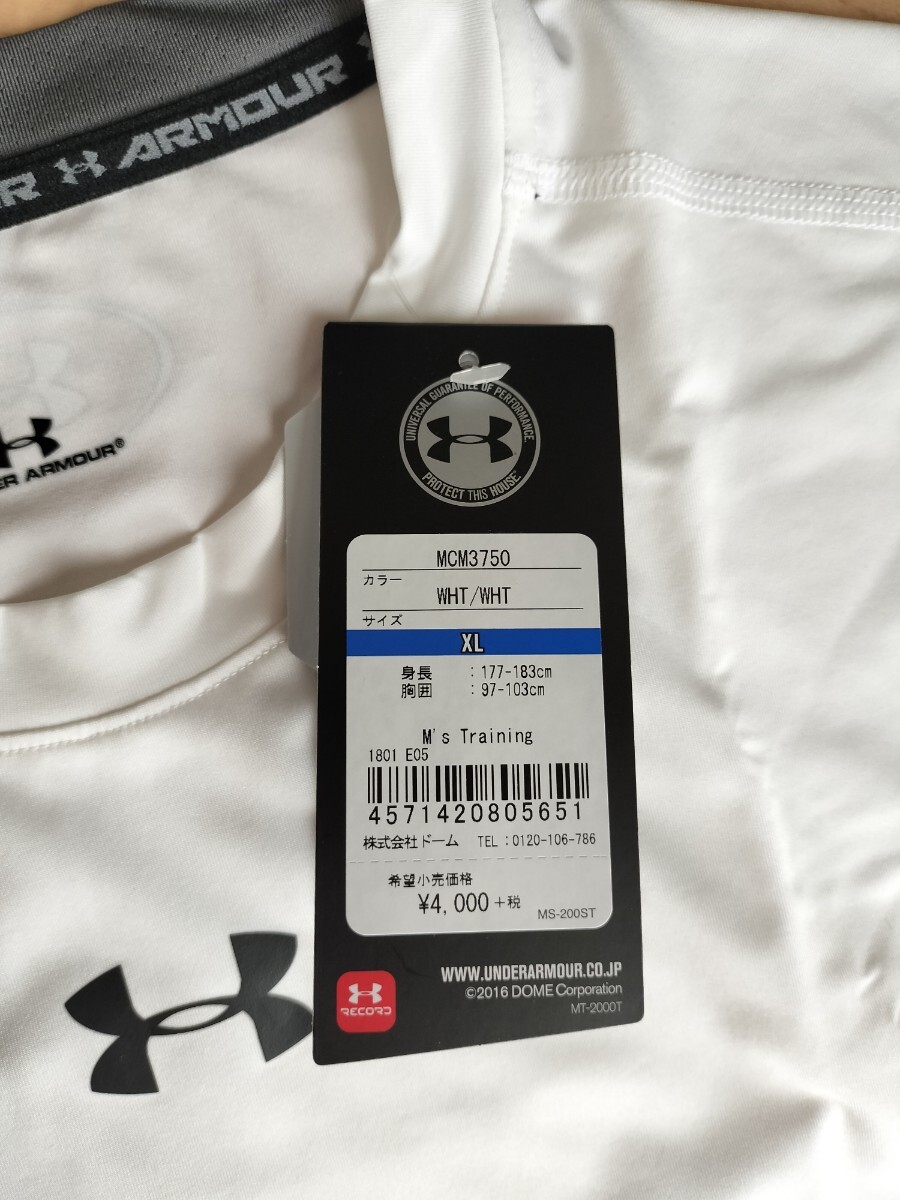 ER ARMOUR
ER ARMOUR®
UNIVERSAL GUARANTEE OF PERFORMANCE.
PROTECT THIS HOUSE
MCM3750
カラー
WHT/WHT
サイズ
XL
身長 : 177-183cm
胸囲 : 97-103cm
M's Training
1801 E05
4571420805651
株式会社ドーム TEL:0120-106-786
希望小売価格
¥4,000+税
MS-200ST
WWW.UNDERARMOUR.CO.JP
©2016 DOME Corporation
MT-2000T
RECORD